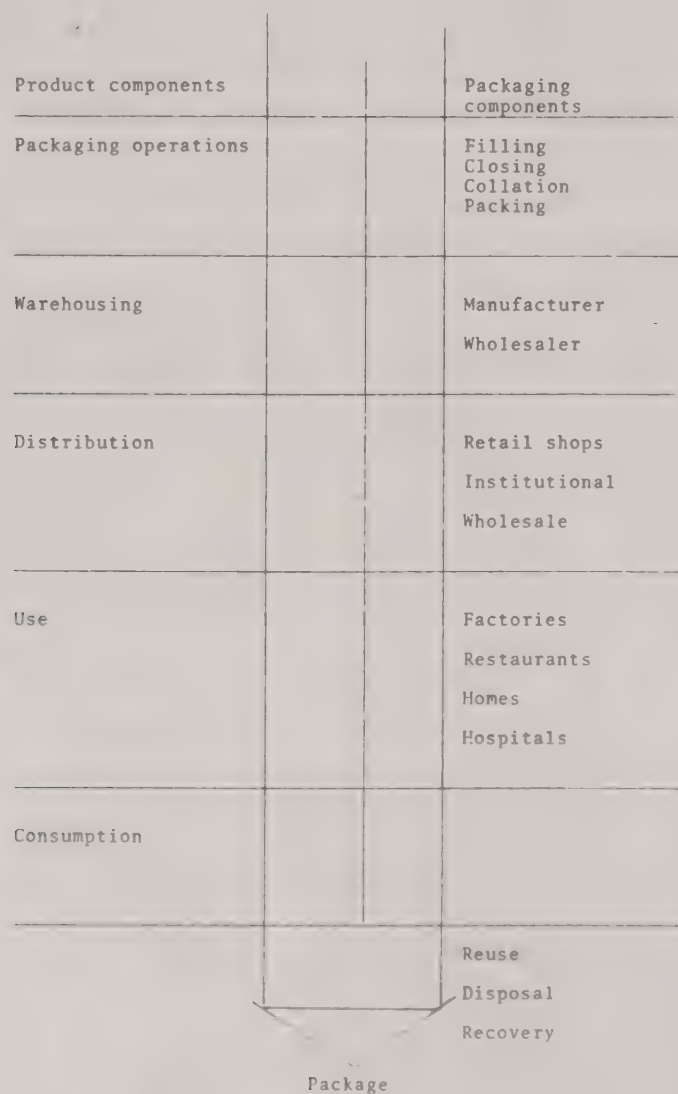 Product components
Packaging
components
Packaging operations
Filling
Closing
Collation
Packing
Warehousing
Manufacturer
Wholesaler
Distribution
Retail shops
Institutional
Wholesale
Use
Factories
Restaurants
Homes
Hospitals
Consumption
Reuse
Disposal
Recovery
Package